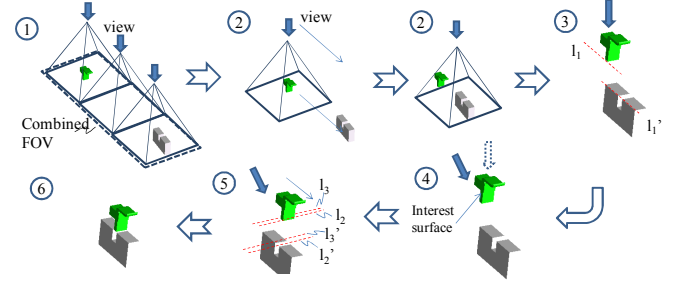 1
view
Combined
FOV
2
view
2
3
l1
l1’
6
5
l3
l2
l3’
l2’
4
Interest
surface